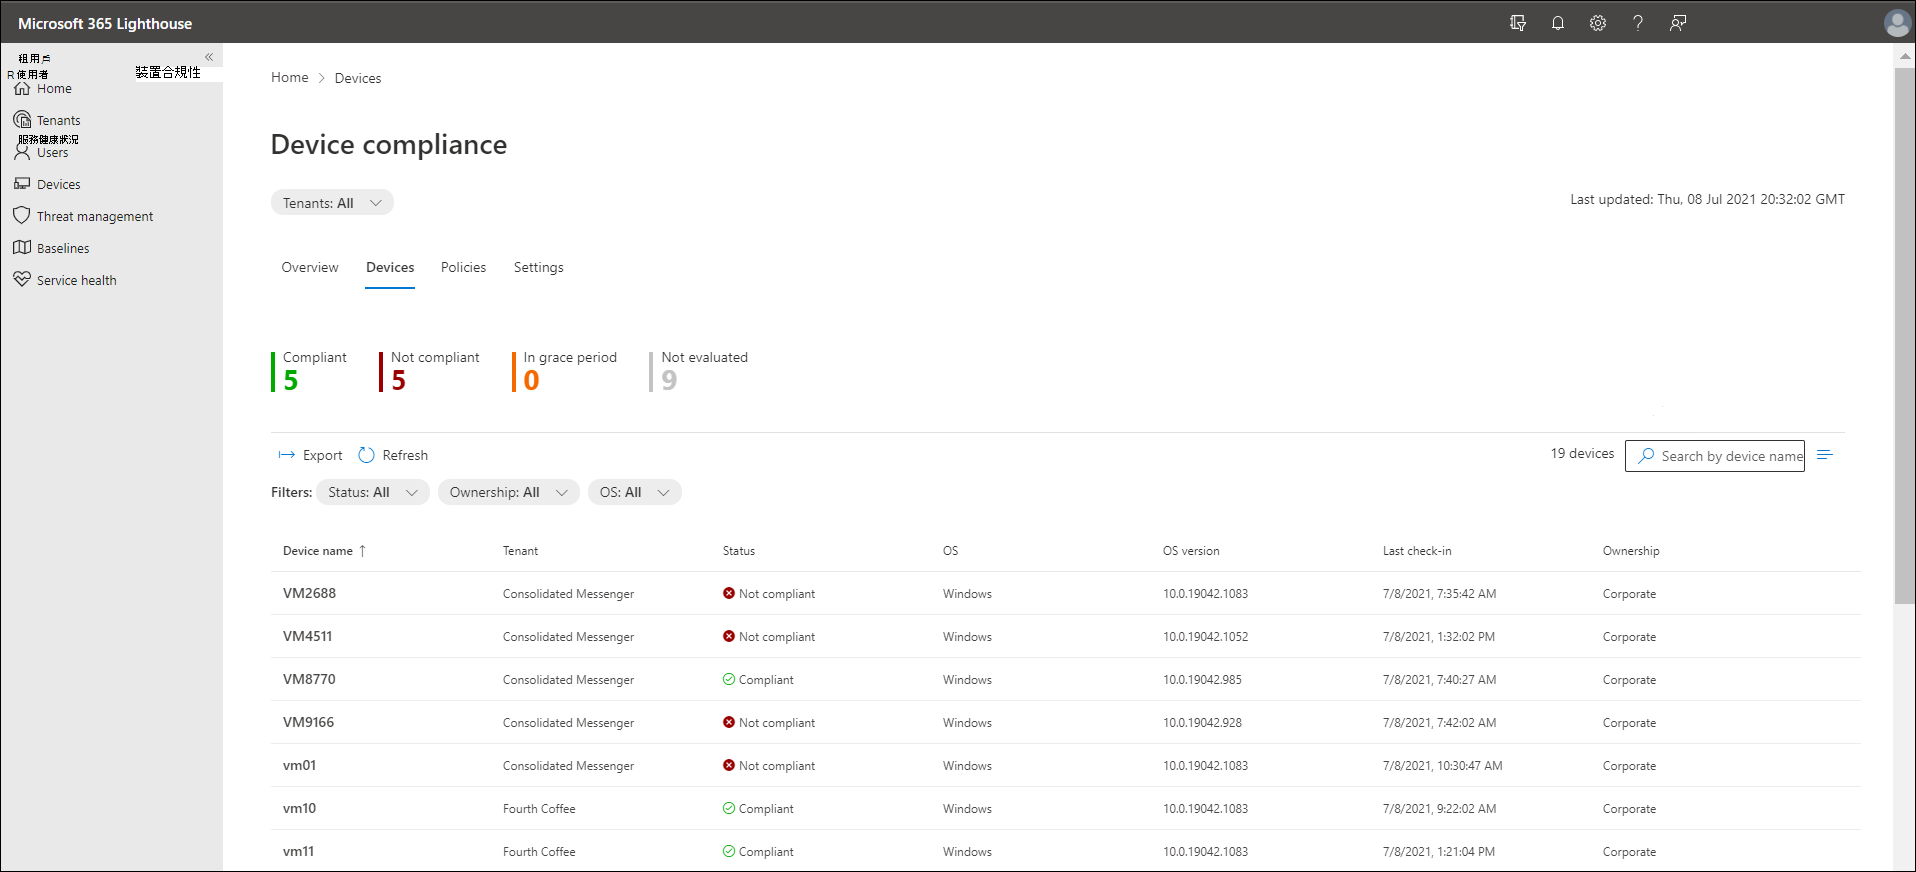 Microsoft 365 Lighthouse
租用戶
R 使用者
裝置合規性
Home
Tenants
服務健康狀況
Users
Devices
Threat management
Baselines
Service health
Home > Devices
Device compliance
Tenants: All
Last updated: Thu, 08 Jul 2021 20:32:02 GMT
Overview Devices Policies Settings
Compliant Not compliant In grace period Not evaluated
5 5 0 9
Export Refresh 19 devices Search by device name
Filters: Status: All Ownership: All OS: All
Device name ↑ Tenant Status OS OS version Last check-in Ownership
VM2688 Consolidated Messenger Not compliant Windows 10.0.19042.1083 7/8/2021, 7:35:42 AM Corporate
VM4511 Consolidated Messenger Not compliant Windows 10.0.19042.1052 7/8/2021, 1:32:02 PM Corporate
VM8770 Consolidated Messenger Compliant Windows 10.0.19042.985 7/8/2021, 7:40:27 AM Corporate
VM9166 Consolidated Messenger Not compliant Windows 10.0.19042.928 7/8/2021, 7:42:02 AM Corporate
vm01 Consolidated Messenger Not compliant Windows 10.0.19042.1083 7/8/2021, 10:30:47 AM Corporate
vm10 Fourth Coffee Compliant Windows 10.0.19042.1083 7/8/2021, 9:22:02 AM Corporate
vm11 Fourth Coffee Compliant Windows 10.0.19042.1083 7/8/2021, 1:21:04 PM Corporate